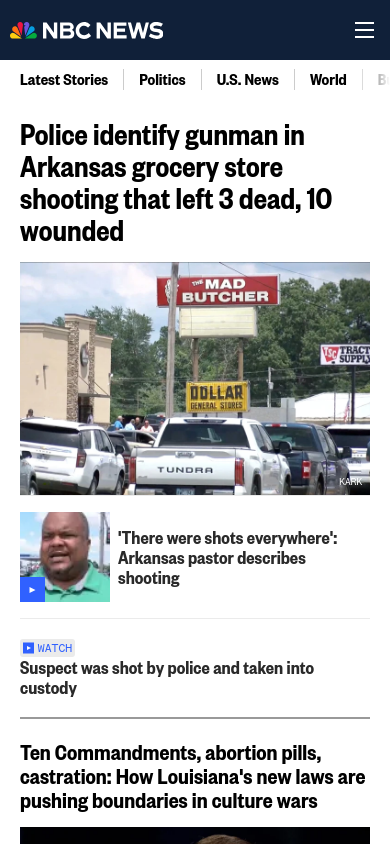 NBC NEWS
Latest Stories
Politics
U.S. News
World
Police identify gunman in
Arkansas grocery store
shooting that left 3 dead, 10
wounded
THE MAD
BUTCHER
TRACTOR
SUPPLY
DOLLAR
GENERAL STORES
TUNDRA
KARK
'There were shots everywhere':
Arkansas pastor describes
shooting
WATCH
Suspect was shot by police and taken into
custody
Ten Commandments, abortion pills,
castration: How Louisiana's new laws are
pushing boundaries in culture wars